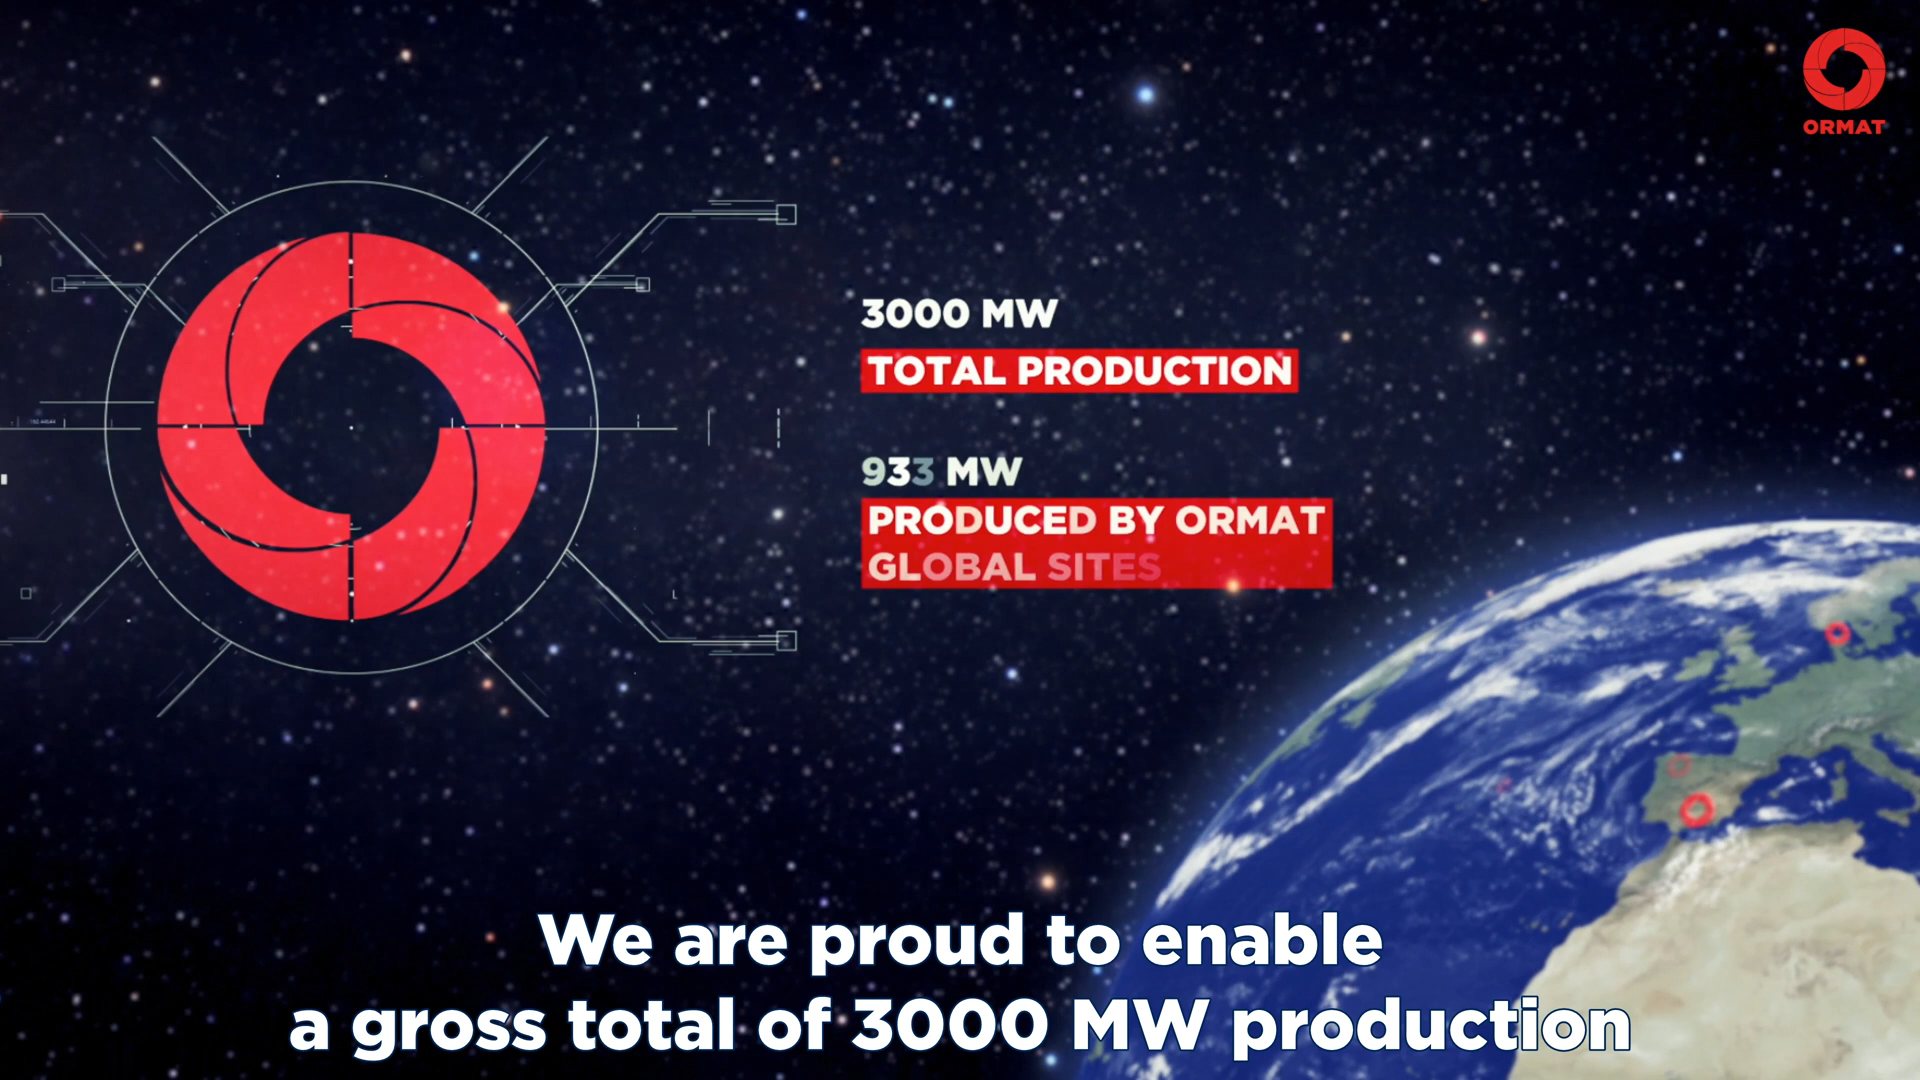 ORMAT
3000 MW
TOTAL PRODUCTION
933 MW
PRODUCED BY ORMAT
GLOBAL SITES
We are proud to enable
a gross total of 3000 MW production